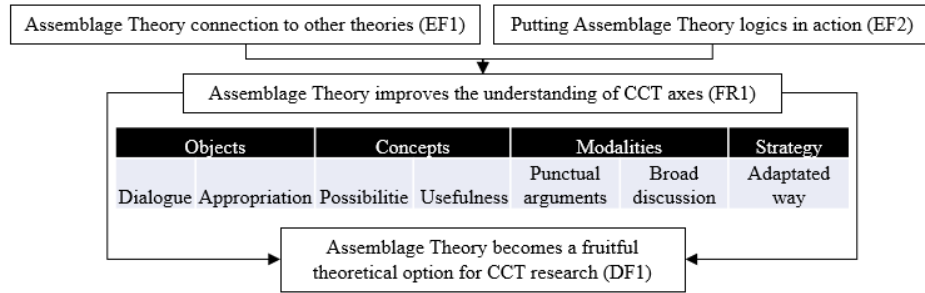 Assemblage Theory connection to other theories (EF1)
Putting Assemblage Theory logics in action (EF2)
Assemblage Theory improves the understanding of CCT axes (FR1)
Objects Concepts Modalities Strategy
Dialogue Appropriation Possibilitie Usefulness Punctual arguments Broad discussion Adaptated way
Assemblage Theory becomes a fruitful
theoretical option for CCT research (DF1)